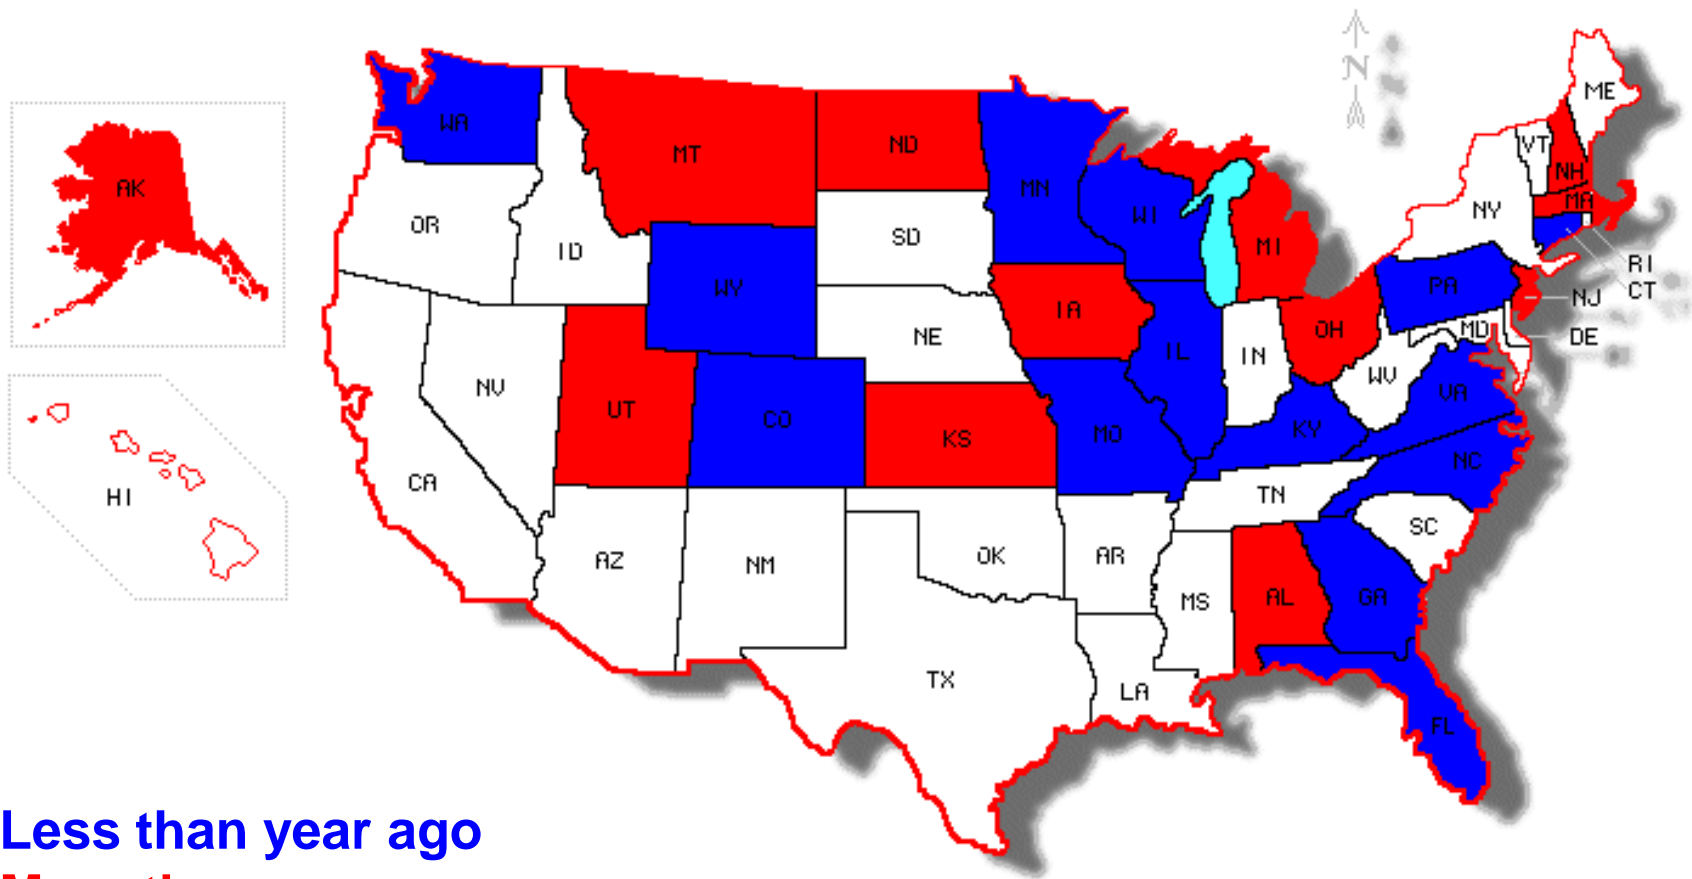 N
WA
MT
ND
MN
ME
VT
NH
MA
AK
OR
ID
SD
WI
MI
NY
RI
CT
NJ
DE
WY
IA
PA
MD
NE
IL
IN
OH
WV
VA
NV
UT
CO
KS
MO
KY
NC
CA
HI
TN
SC
AZ
NM
OK
AR
MS
AL
GA
TX
LA
FL
Less than year ago